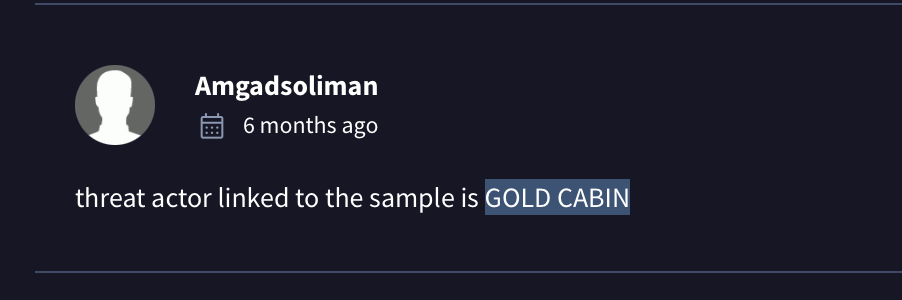 Amgadsoliman
6 months ago
threat actor linked to the sample is GOLD CABIN